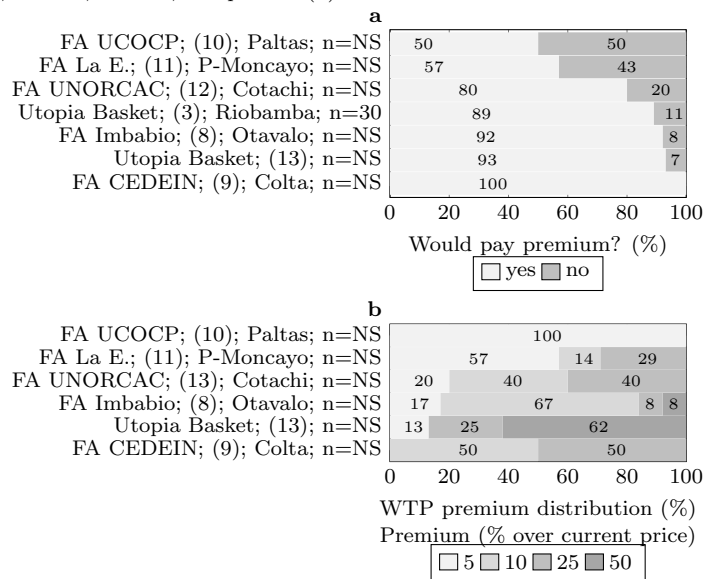 a
FA UCOCP; (10); Paltas; n=NS 50 50
FA La E.; (11); P-Moncayo; n=NS 57 43
FA UNORCAC; (12); Cotachi; n=NS 80 20
Utopia Basket; (3); Riobamba; n=30 89 11
FA Imbabio; (8); Otavalo; n=NS 92 8
Utopia Basket; (13); n=NS 93 7
FA CEDEIN; (9); Colta; n=NS 100
0 20 40 60 80 100
Would pay premium? (%)
yes no
b
FA UCOCP; (10); Paltas; n=NS 100
FA La E.; (11); P-Moncayo; n=NS 57 14 29
FA UNORCAC; (13); Cotachi; n=NS 20 40 40
FA Imbabio; (8); Otavalo; n=NS 17 67 8 8
Utopia Basket; (13); n=NS 13 25 62
FA CEDEIN; (9); Colta; n=NS 50 50
0 20 40 60 80 100
WTP premium distribution (%)
Premium (% over current price)
5 10 25 50